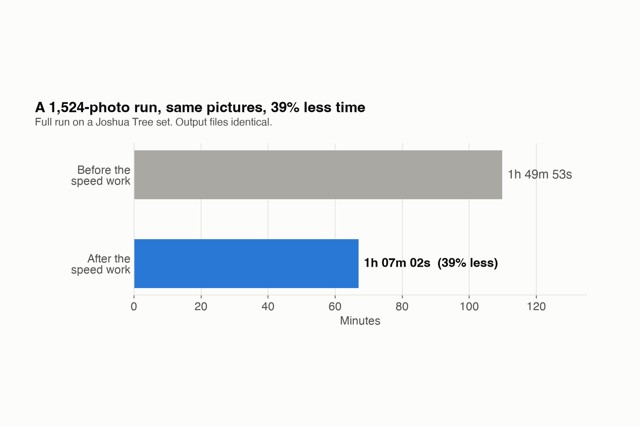 A 1,524-photo run, same pictures, 39% less time
Full run on a Joshua Tree set. Output files identical.
Before the
speed work
1h 49m 53s
After the
speed work
1h 07m 02s (39% less)
0 20 40 60 80 100 120
Minutes